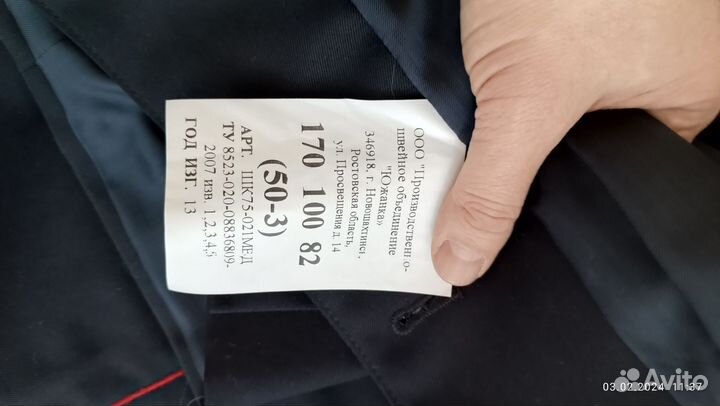 ООО "Производственно-
швейное объединение
"Южанка»
346918, г. Новошахтинск,
Ростовская область,
ул. Просвещения д. 14
170 100 82
(50-3)
АРТ. ШК75-021МЕД
ТУ 8523-020-08836809-
2007 изв. 1,2,3,4,5
ГОД ИЗГ. 13
03.02.2024 11:37
Avito